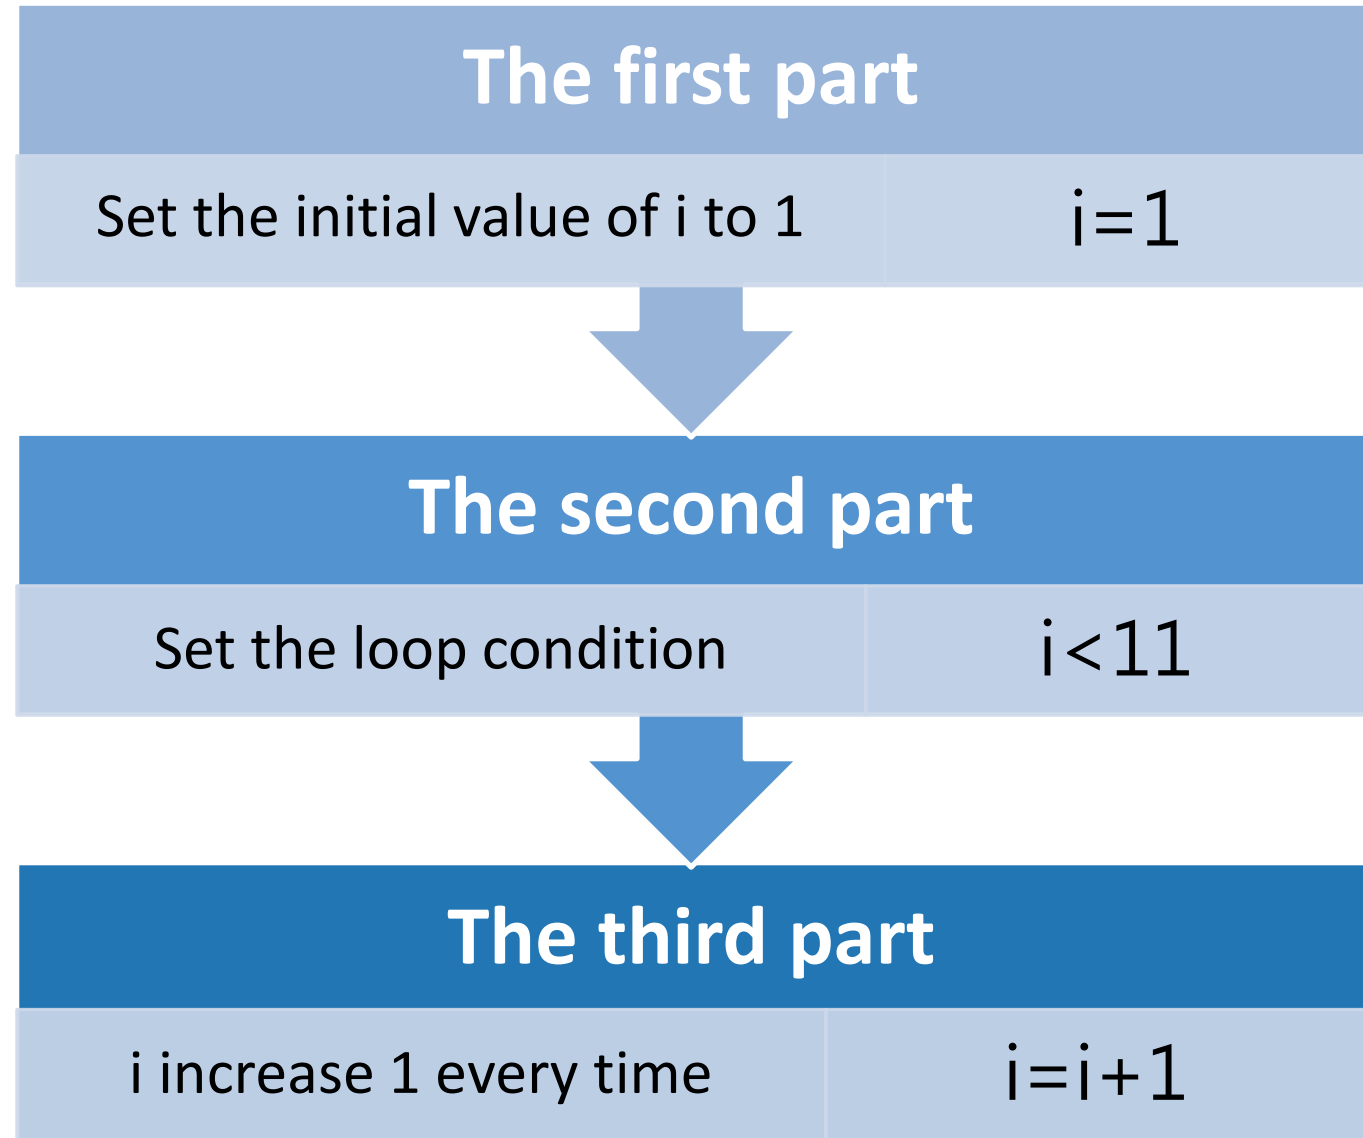 The first part
Set the initial value of i to 1
i=1
The second part
Set the loop condition
i<11
The third part
i increase 1 every time
i=i+1